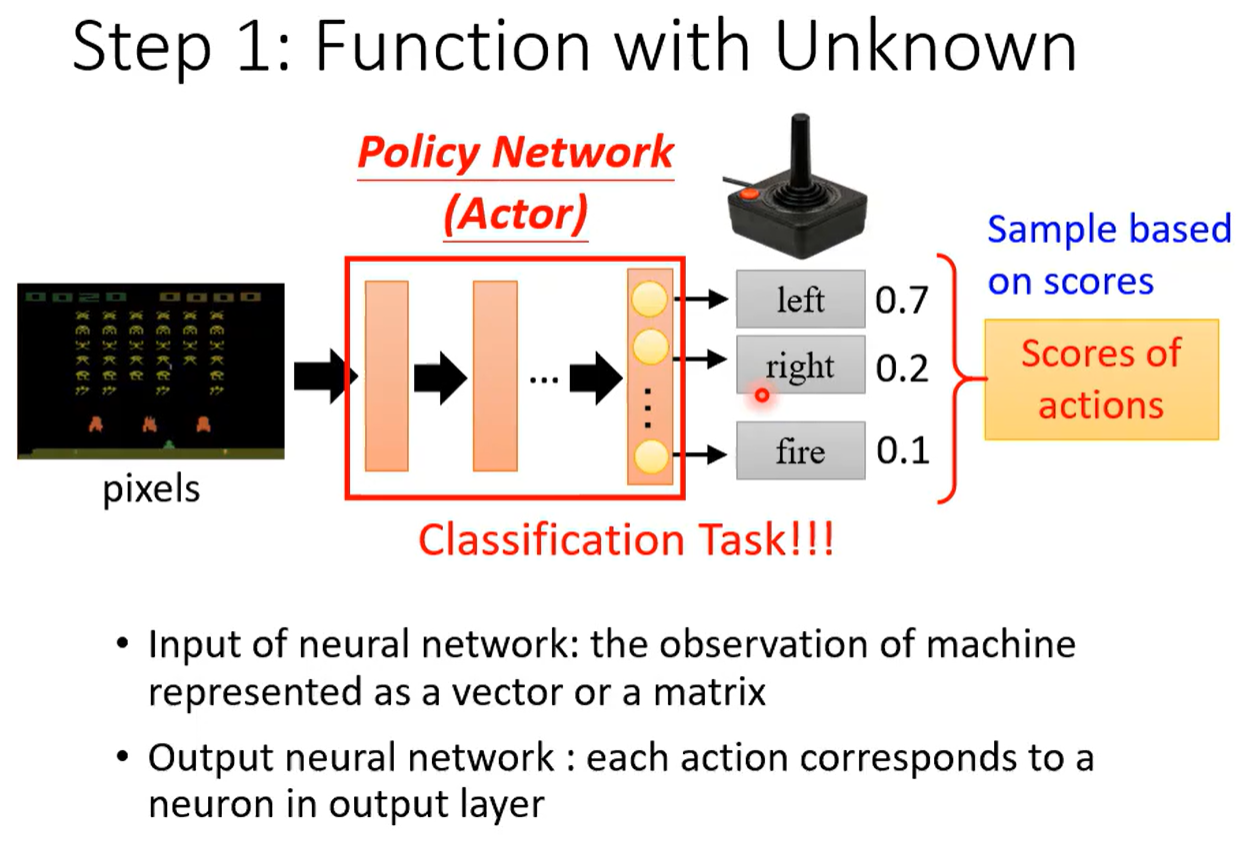 Step 1: Function with Unknown
Policy Network
(Actor)
Sample based
on scores
0020 0000
left 0.7
right 0.2
fire 0.1
...
Scores of
actions
pixels
Classification Task!!!
• Input of neural network: the observation of machine
represented as a vector or a matrix
• Output neural network : each action corresponds to a
neuron in output layer